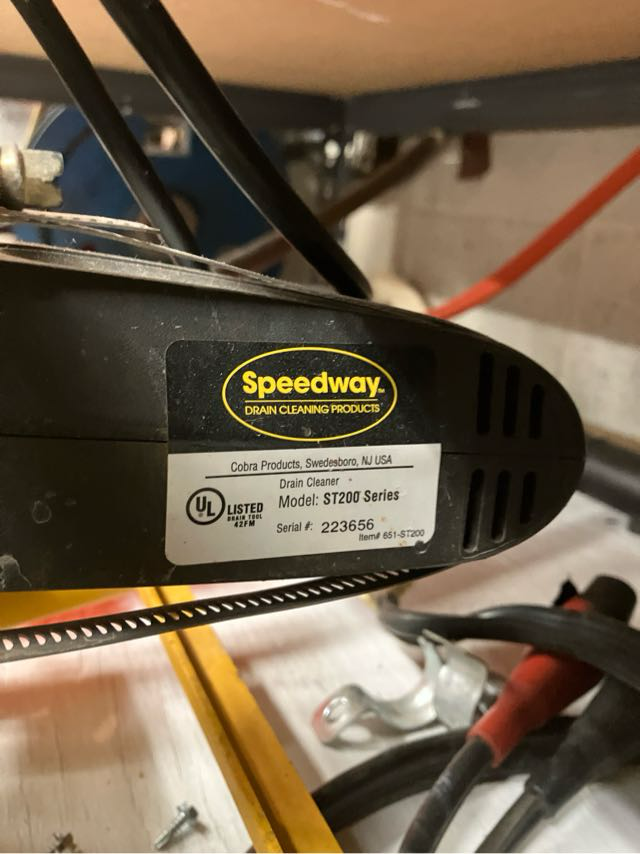 Speedway™
DRAIN CLEANING PRODUCTS
Cobra Products, Swedesboro, NJ USA
Drain Cleaner
UL LISTED
DRAIN TOOL
42FM
Model: ST200 Series
Serial #: 223656
Item# 651-ST200